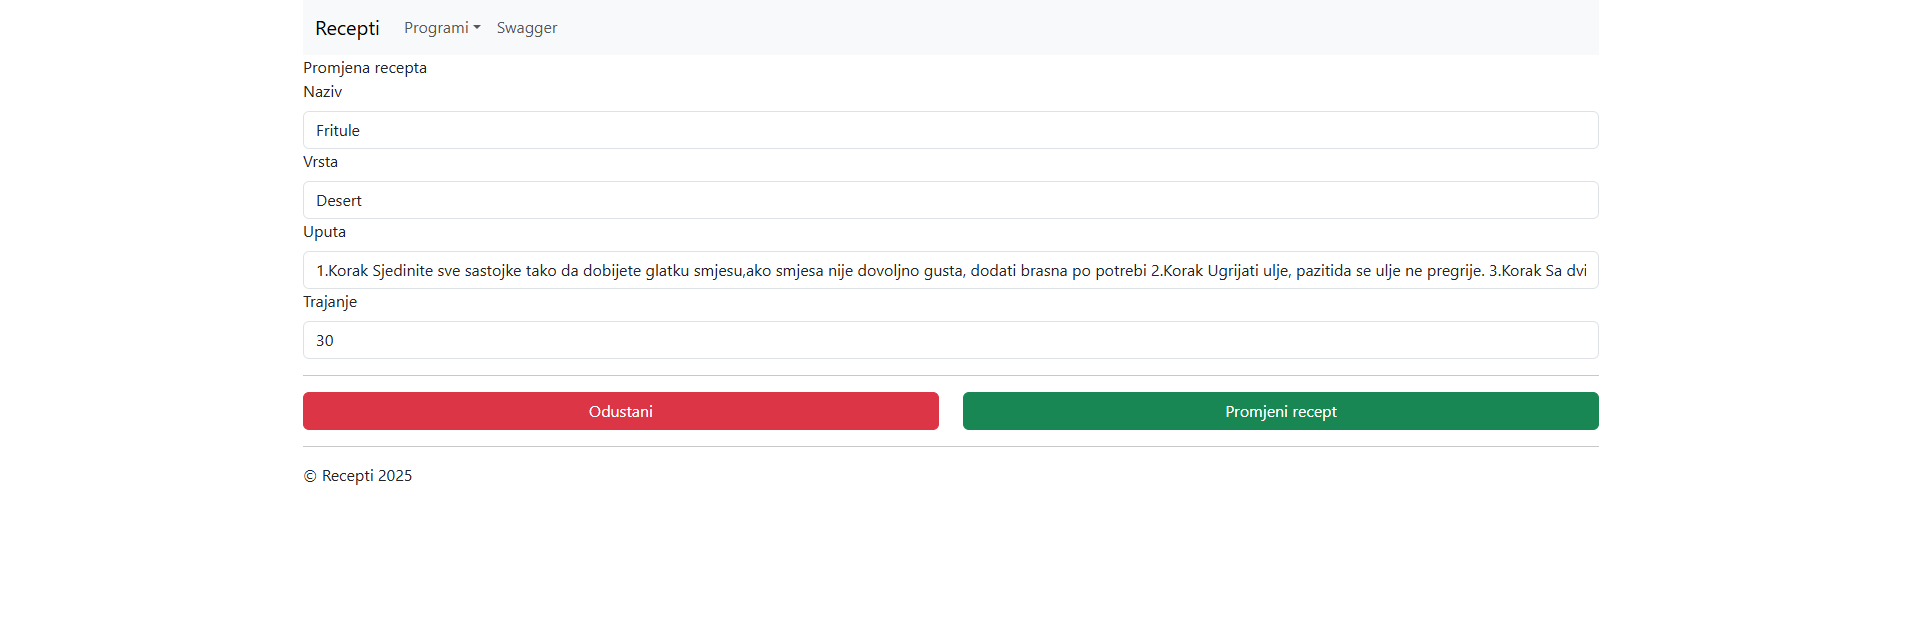 Recepti Programi Swagger
Promjena recepta
Naziv
Fritule
Vrsta
Desert
Uputa
1.Korak Sjedinite sve sastojke tako da dobijete glatku smjesu,ako smjesa nije dovoljno gusta, dodati brasna po potrebi 2.Korak Ugrijati ulje, pazitida se ulje ne pregrije. 3.Korak Sa dvi
Trajanje
30
Odustani Promjeni recept
© Recepti 2025